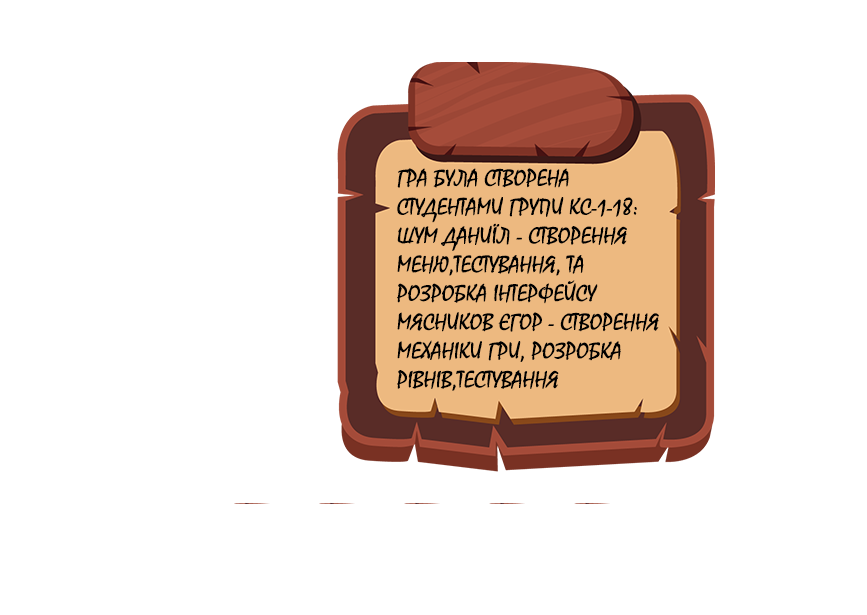 ГРА БУЛА СТВОРЕНА
СТУДЕНТАМИ ГРУПИ КС-1-18:
ШУМ ДАНИЇЛ - СТВОРЕННЯ
МЕНЮ,ТЕСТУВАННЯ, ТА
РОЗРОБКА ІНТЕРФЕЙСУ
МЯСНИКОВ ЄГОР - СТВОРЕННЯ
МЕХАНІКИ ГРИ, РОЗРОБКА
РІВНІВ,ТЕСТУВАННЯ